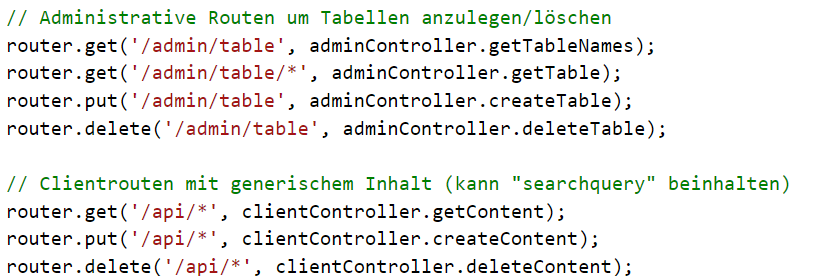 // Administrative Routen um Tabellen anzulegen/löschen
router.get('/admin/table', adminController.getTableNames);
router.get('/admin/table/*', adminController.getTable);
router.put('/admin/table', adminController.createTable);
router.delete('/admin/table', adminController.deleteTable);

// Clientrouten mit generischem Inhalt (kann "searchquery" beinhalten)
router.get('/api/*', clientController.getContent);
router.put('/api/*', clientController.createContent);
router.delete('/api/*', clientController.deleteContent);